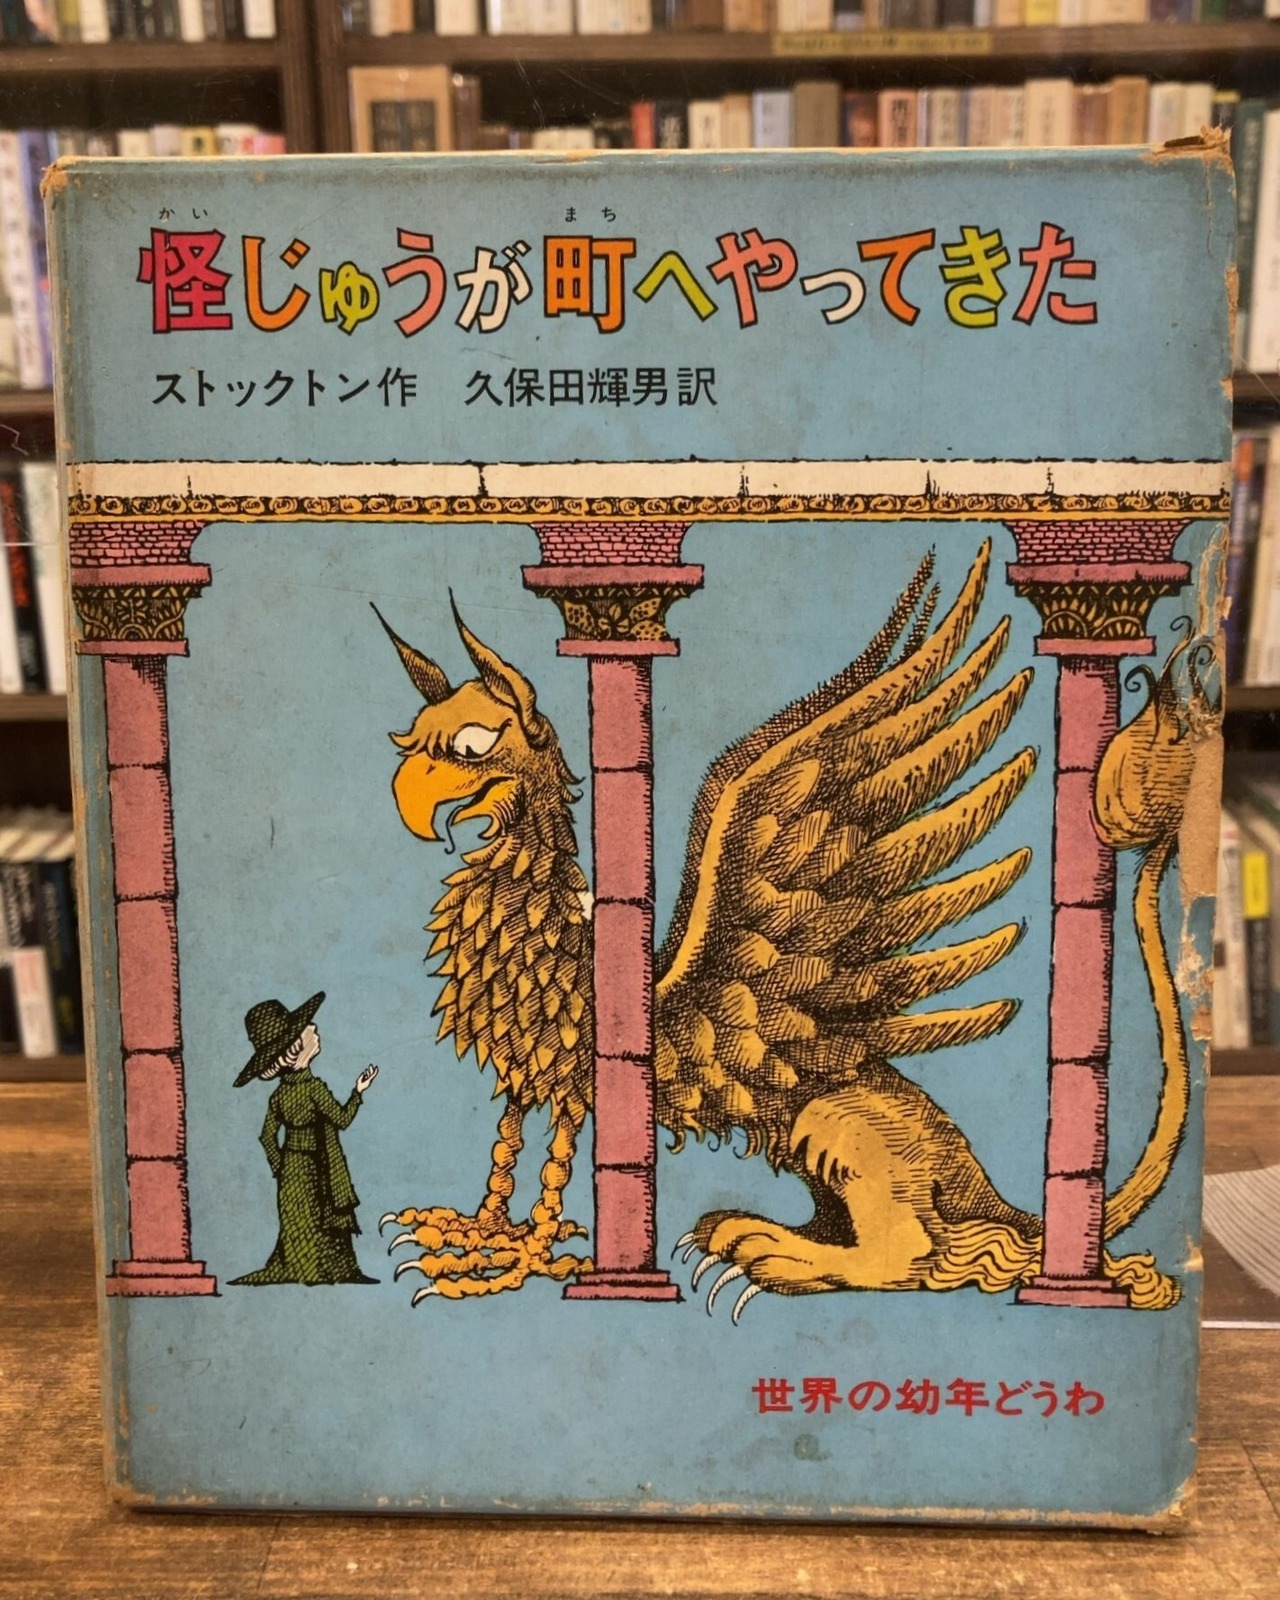 かい まち
怪じゅうが町へやってきた
ストックトン作 久保田輝男訳
世界の幼年どうわ